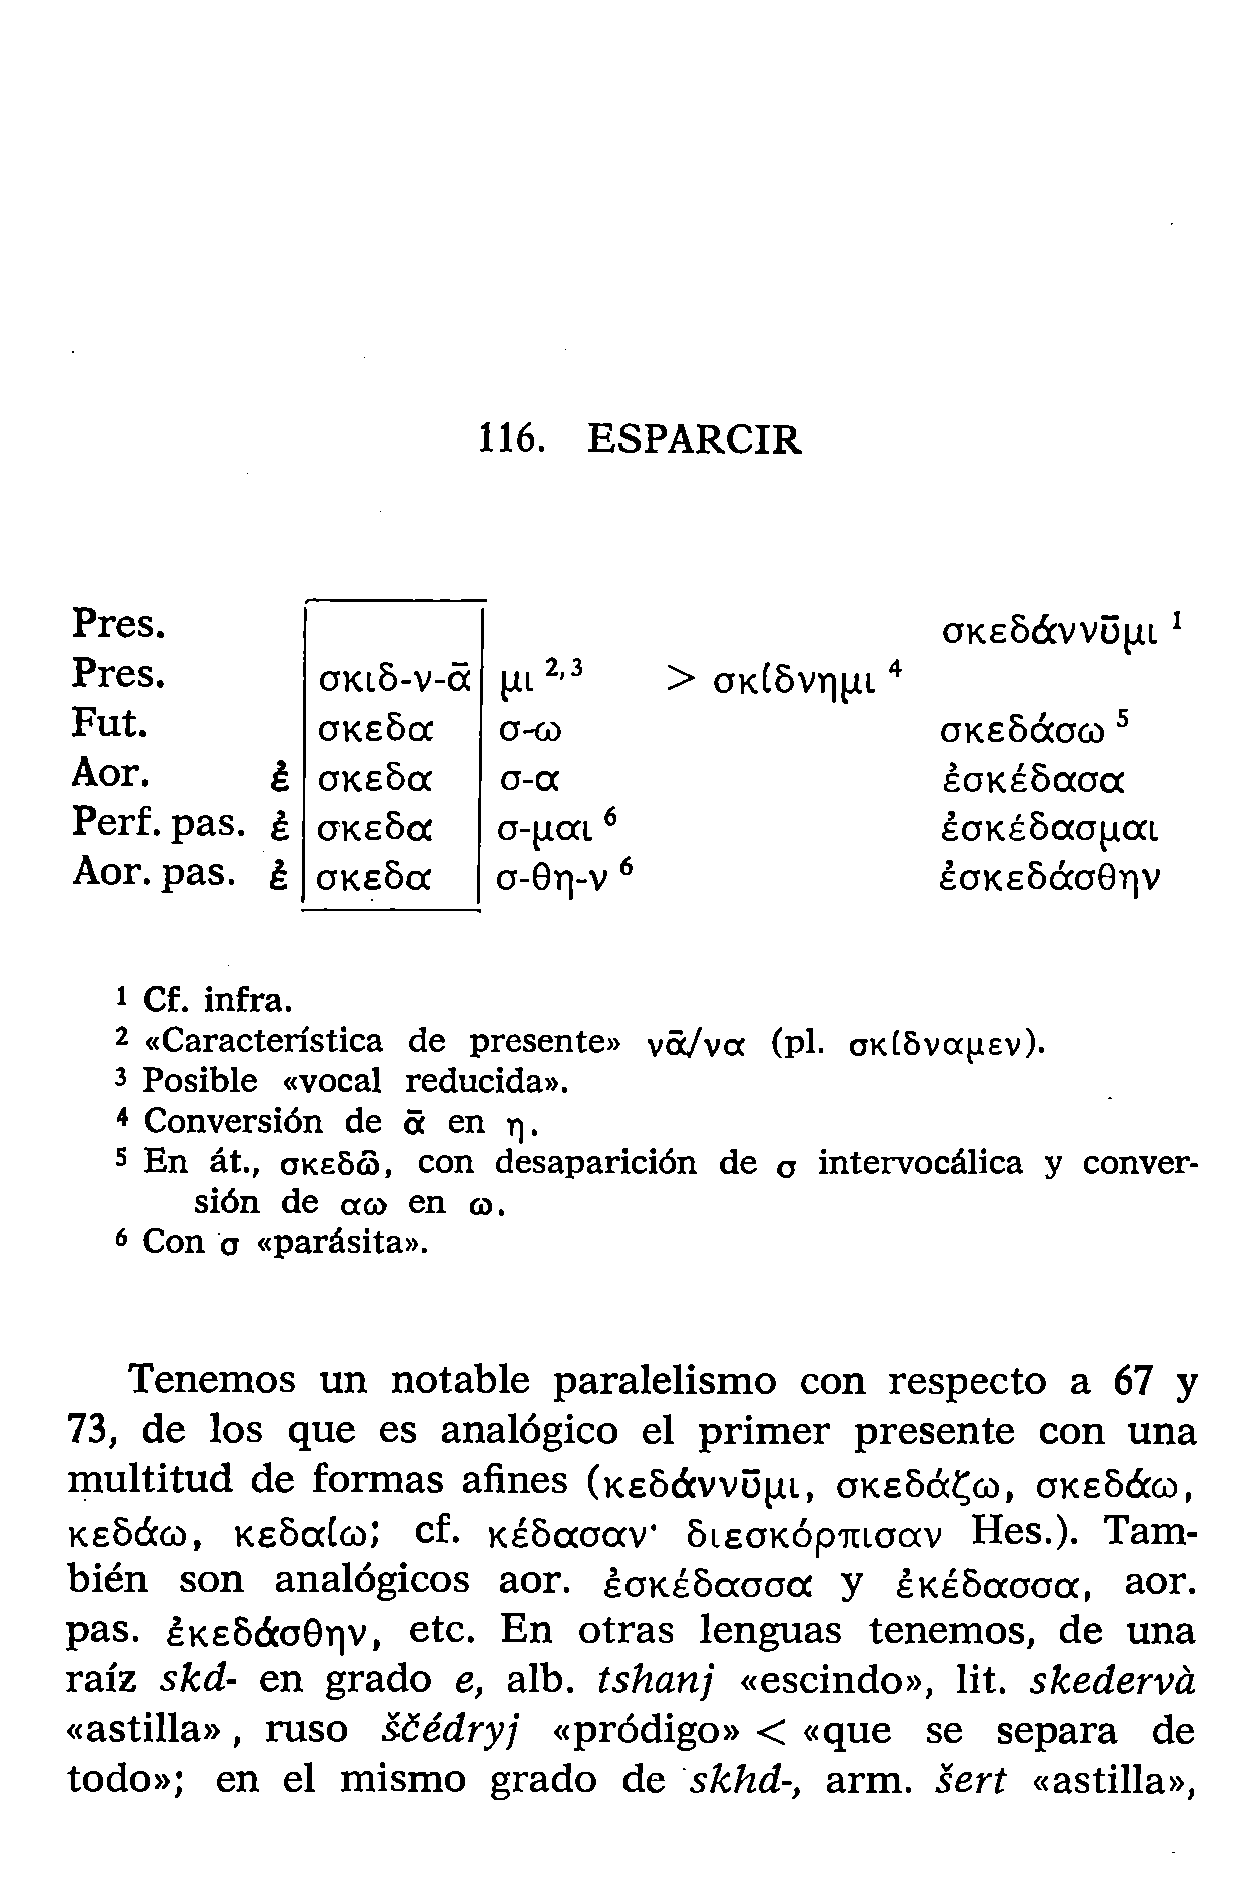 116. ESPARCIR
Pres. σκεδάννῡμι ¹
Pres. σκιδ-ν-ᾱ μι ²,³ > σκίδνημι ⁴
Fut. σκεδα σ-ω σκεδάσω ⁵
Aor. ἐ σκεδα σ-α ἐσκέδασα
Perf. pas. ἐ σκεδα σ-μαι ⁶ ἐσκέδασμαι
Aor. pas. ἐ σκεδα σ-θη-ν ⁶ ἐσκεδάσθην
¹ Cf. infra.
² «Característica de presente» νᾱ/να (pl. σκίδναμεν).
³ Posible «vocal reducida».
⁴ Conversión de ᾱ en η.
⁵ En át., σκεδῶ, con desaparición de σ intervocálica y conver-
sión de αω en ω.
⁶ Con σ «parásita».
Tenemos un notable paralelismo con respecto a 67 y
73, de los que es analógico el primer presente con una
multitud de formas afines (κεδάννῡμι, σκεδάζω, σκεδάω,
κεδάω, κεδαίω; cf. κέδασαν· διεσκόρπισαν Hes.). Tam-
bién son analógicos aor. ἐσκέδασσα y ἐκέδασσα, aor.
pas. ἐκεδάσθην, etc. En otras lenguas tenemos, de una
raíz skd- en grado e, alb. tshanj «escindo», lit. skedervà
«astilla», ruso ščédryj «pródigo» < «que se separa de
todo»; en el mismo grado de skhd-, arm. šert «astilla»,